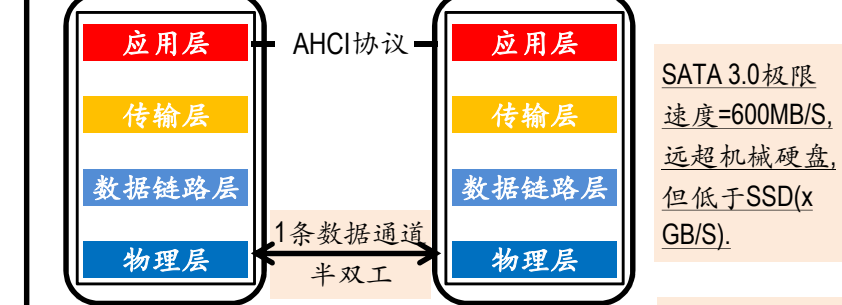 应用层 AHCI协议 应用层
传输层 传输层
数据链路层 数据链路层
1条数据通道
物理层 物理层
半双工
SATA 3.0极限
速度=600MB/S,
远超机械硬盘,
但低于SSD(x
GB/S).